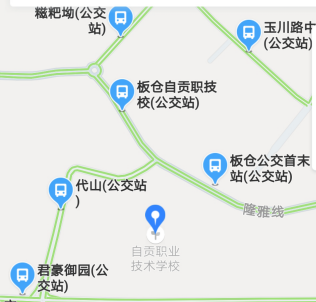 糍粑坳(公交
站)
玉川路中
(公交站)
板仓自贡职技
校(公交站)
板仓公交首末
站(公交站)
代山(公交站
)
隆雅线
自贡职业
技术学校
君豪御园(公
交站)